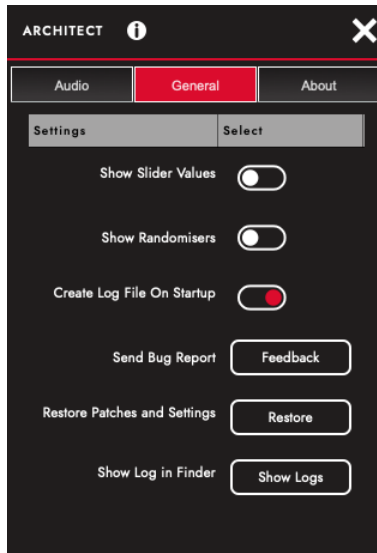 ARCHITECT i
Audio General About
Settings Select
Show Slider Values
Show Randomisers
Create Log File On Startup
Send Bug Report Feedback
Restore Patches and Settings Restore
Show Log in Finder Show Logs